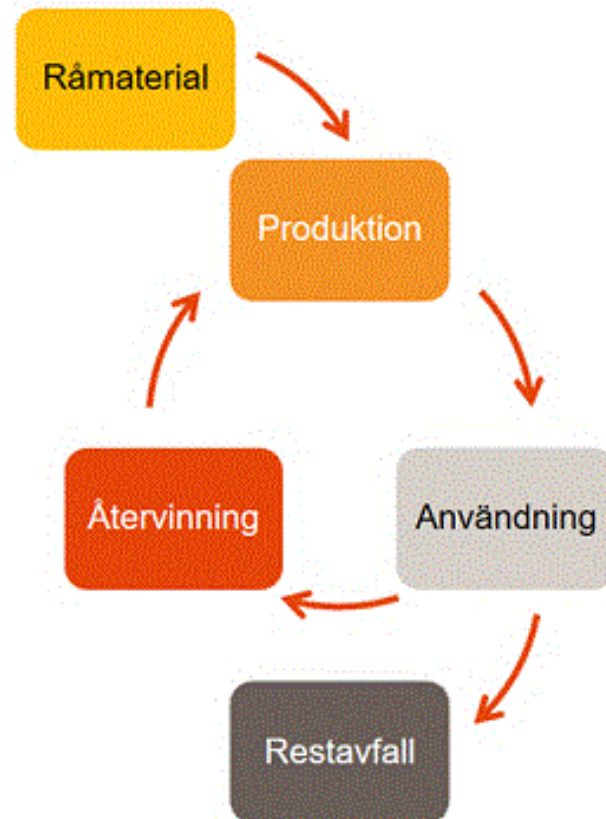 Råmaterial
Produktion
Återvinning
Användning
Restavfall